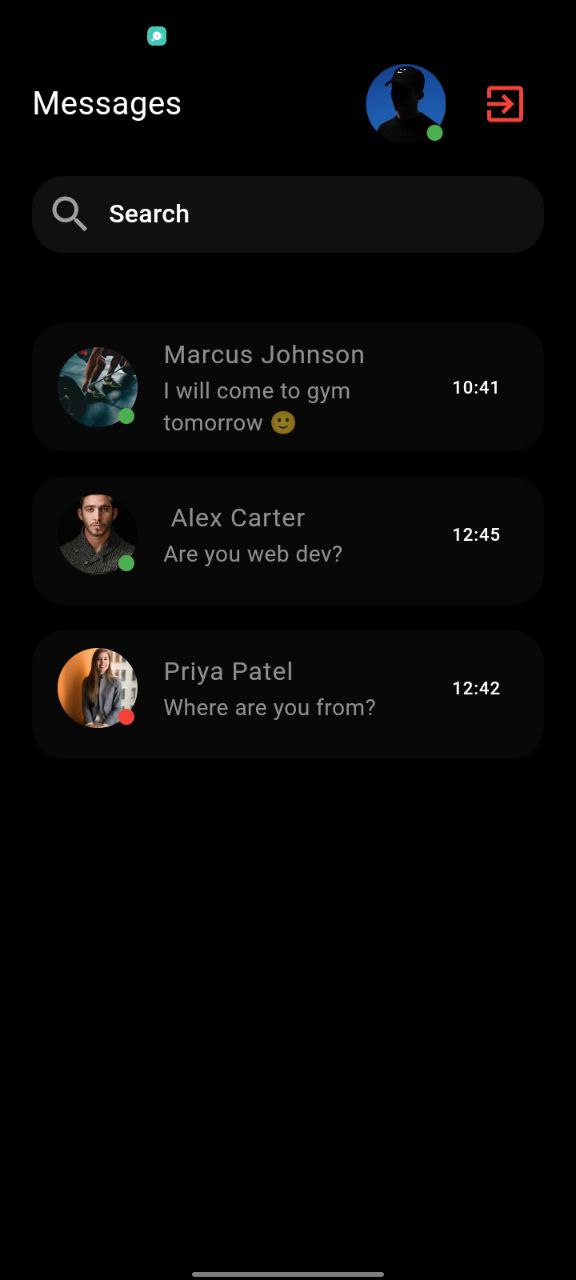 Messages
Search
Marcus Johnson
I will come to gym
tomorrow 🙂
10:41
Alex Carter
Are you web dev?
12:45
Priya Patel
Where are you from?
12:42